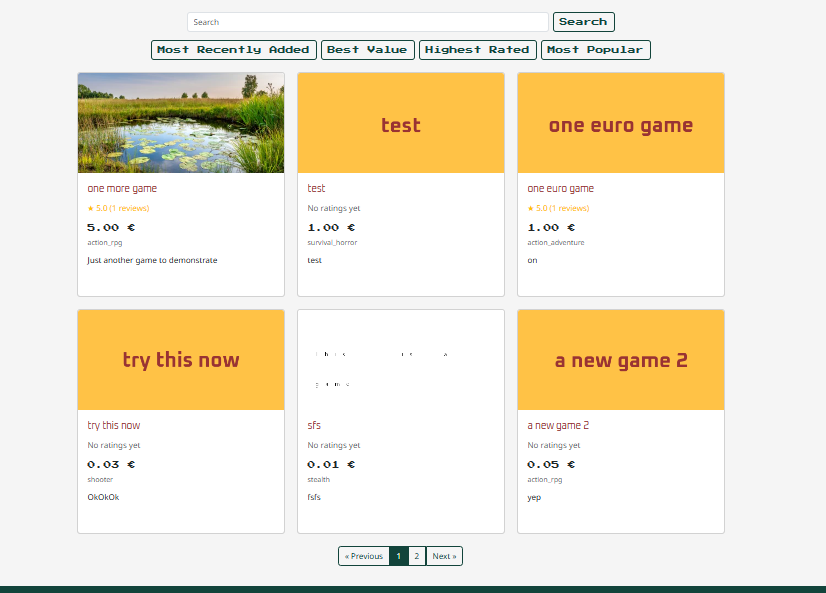 Search Search
Most Recently Added Best Value Highest Rated Most Popular
test
one euro game
one more game
★ 5.0 (1 reviews)
5.00 €
action_rpg
Just another game to demonstrate
test
No ratings yet
1.00 €
survival_horror
test
one euro game
★ 5.0 (1 reviews)
1.00 €
action_adventure
on
try this now
a new game 2
try this now
No ratings yet
0.03 €
shooter
OkOkOk
sfs
No ratings yet
0.01 €
stealth
fsfs
a new game 2
No ratings yet
0.05 €
action_rpg
yep
« Previous 1 2 Next »